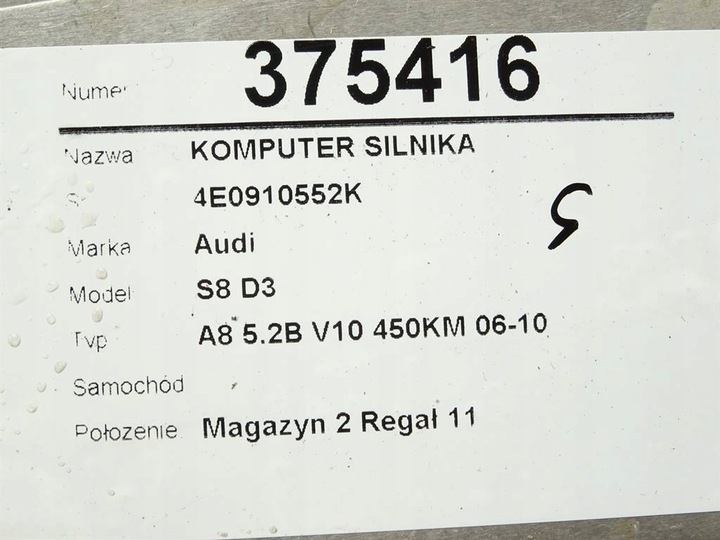 Numer 375416
Nazwa KOMPUTER SILNIKA
4E0910552K
Marka Audi
Model S8 D3
Typ A8 5.2B V10 450KM 06-10
Samochód
Położenie Magazyn 2 Regał 11